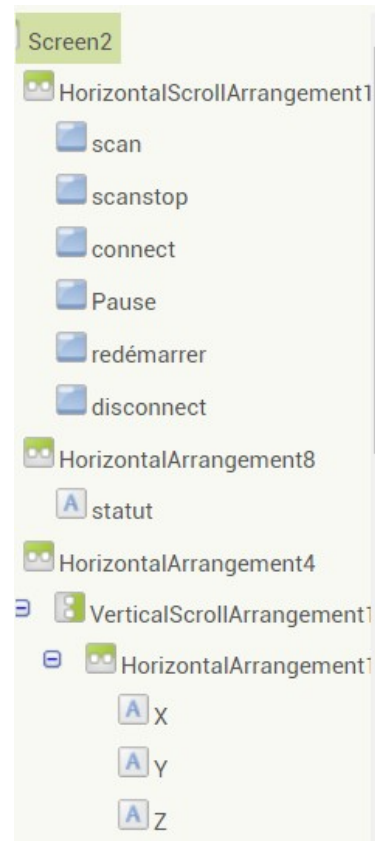 Screen2
HorizontalScrollArrangement1
scan
scanstop
connect
Pause
redémarrer
disconnect
HorizontalArrangement8
A statut
HorizontalArrangement4
VerticalScrollArrangement1
HorizontalArrangement1
A X
A Y
A Z